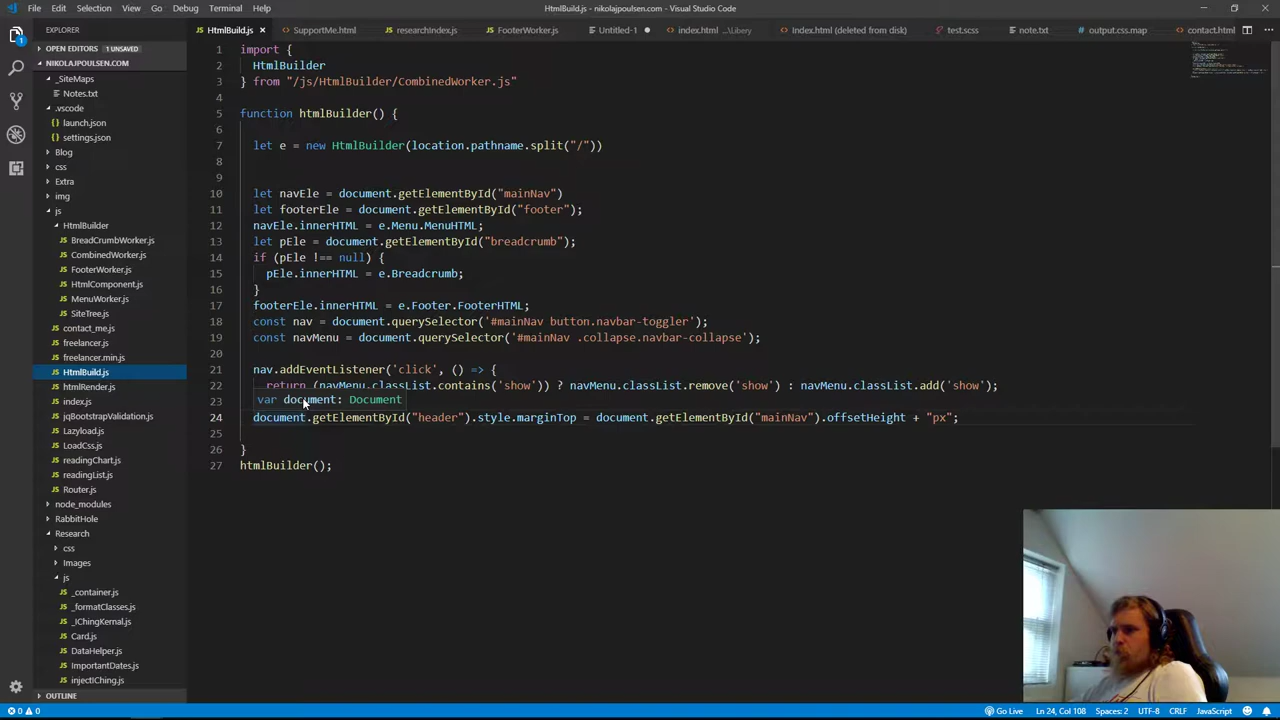 File Edit Selection View Go Debug Terminal Help
HtmlBuild.js - nikolajpoulsen.com - Visual Studio Code
EXPLORER
HtmlBuild.js × SupportMe.html researchIndex.js FooterWorker.js Untitled-1 index.html ...\Libery Index.html (deleted from disk) test.scss note.txt output.css.map contact.html
OPEN EDITORS 1 UNSAVED
NIKOLAJPOULSEN.COM
_SiteMaps
Notes.txt
.vscode
launch.json
settings.json
Blog
css
Extra
img
js
HtmlBuilder
BreadCrumbWorker.js
CombinedWorker.js
FooterWorker.js
HtmlComponent.js
MenuWorker.js
SiteTree.js
contact_me.js
freelancer.js
freelancer.min.js
HtmlBuild.js
htmlRender.js
index.js
jqBootstrapValidation.js
Lazyload.js
LoadCss.js
readingChart.js
readingList.js
Router.js
node_modules
RabbitHole
Research
css
Images
js
_container.js
_formatClasses.js
_IChingKernal.js
Card.js
DataHelper.js
ImportantDates.js
injectIChing.js
OUTLINE
1 import {
2 HtmlBuilder
3 } from "/js/HtmlBuilder/CombinedWorker.js"
4
5 function htmlBuilder() {
6
7 let e = new HtmlBuilder(location.pathname.split("/"))
8
9
10 let navEle = document.getElementById("mainNav")
11 let footerEle = document.getElementById("footer");
12 navEle.innerHTML = e.Menu.MenuHTML;
13 let pEle = document.getElementById("breadcrumb");
14 if (pEle !== null) {
15 pEle.innerHTML = e.Breadcrumb;
16 }
17 footerEle.innerHTML = e.Footer.FooterHTML;
18 const nav = document.querySelector('#mainNav button.navbar-toggler');
19 const navMenu = document.querySelector('#mainNav .collapse.navbar-collapse');
20
21 nav.addEventListener('click', () => {
22 return (navMenu.classList.contains('show')) ? navMenu.classList.remove('show') : navMenu.classList.add('show');
23 var document: Document
24 document.getElementById("header").style.marginTop = document.getElementById("mainNav").offsetHeight + "px";
25
26 }
27 htmlBuilder();
0 0 Go Live Ln 24, Col 108 Spaces: 2 UTF-8 CRLF JavaScript